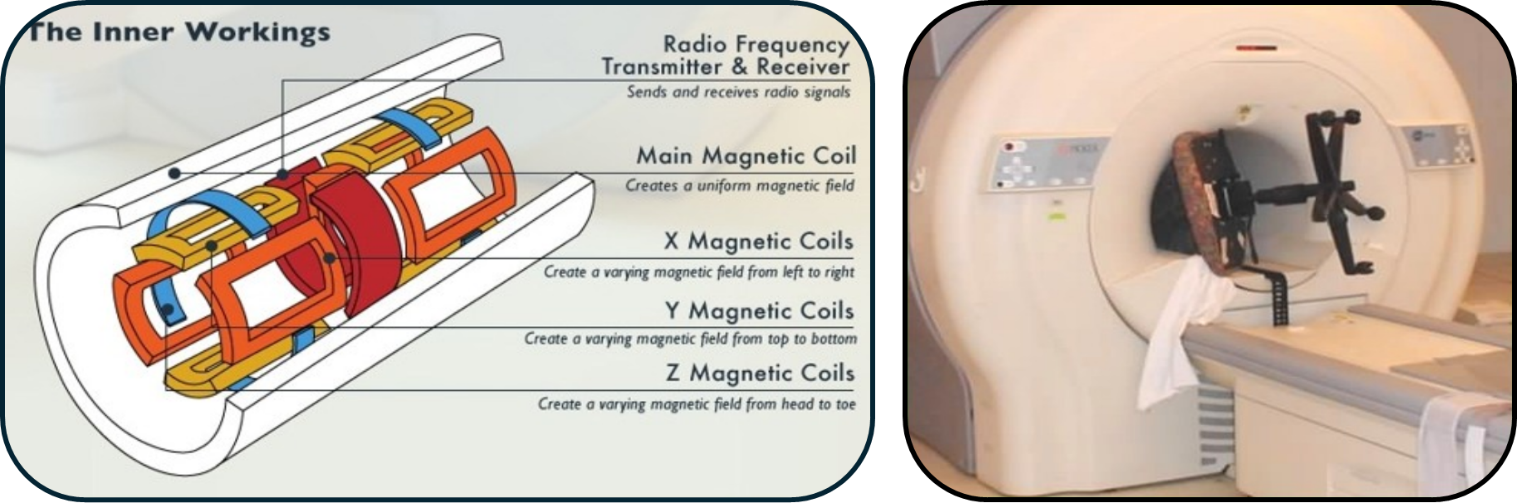 The Inner Workings
Radio Frequency
Transmitter & Receiver
Sends and receives radio signals
Main Magnetic Coil
Creates a uniform magnetic field
X Magnetic Coils
Create a varying magnetic field from left to right
Y Magnetic Coils
Create a varying magnetic field from top to bottom
Z Magnetic Coils
Create a varying magnetic field from head to toe